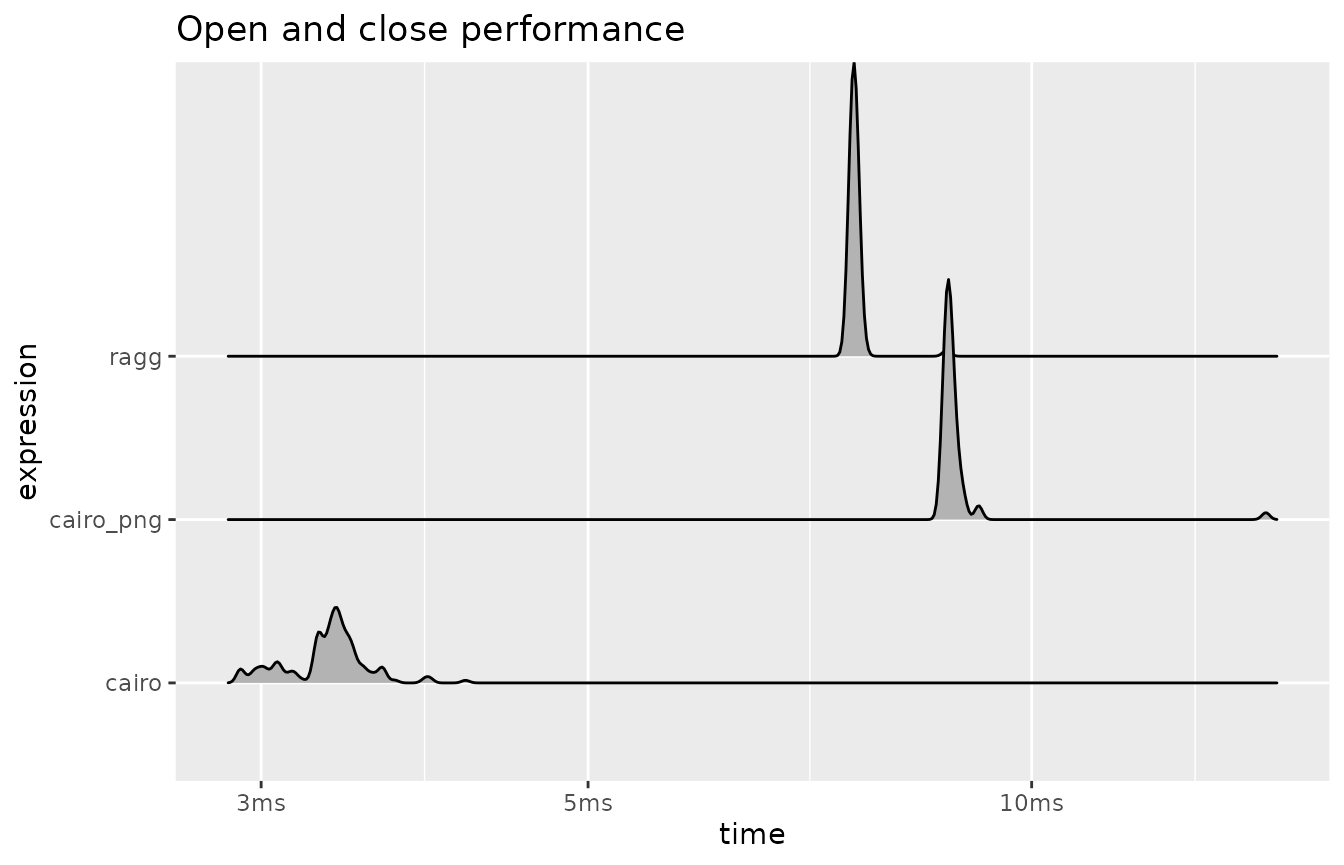 Open and close performance
expression
ragg
cairo_png
cairo
3ms
5ms
10ms
time